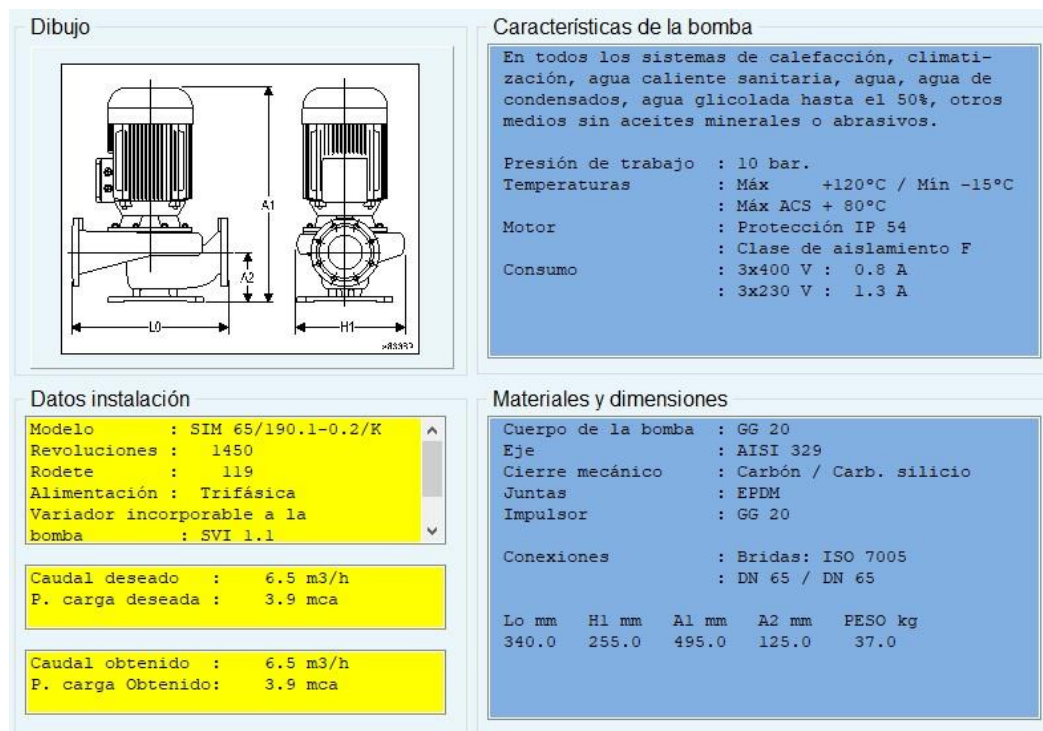 Dibujo
A1
A2
L0
H1
Características de la bomba
En todos los sistemas de calefacción, climati-
zación, agua caliente sanitaria, agua, agua de
condensados, agua glicolada hasta el 50%, otros
medios sin aceites minerales o abrasivos.
Presión de trabajo : 10 bar.
Temperaturas : Máx +120ºC / Mín -15ºC
: Máx ACS + 80ºC
Motor : Protección IP 54
: Clase de aislamiento F
Consumo : 3x400 V : 0.8 A
: 3x230 V : 1.3 A
Datos instalación
Modelo : SIM 65/190.1-0.2/K
Revoluciones : 1450
Rodete : 119
Alimentación : Trifásica
Variador incorporable a la
bomba : SVI 1.1
Caudal deseado : 6.5 m3/h
P. carga deseada : 3.9 mca
Caudal obtenido : 6.5 m3/h
P. carga Obtenido: 3.9 mca
Materiales y dimensiones
Cuerpo de la bomba : GG 20
Eje : AISI 329
Cierre mecánico : Carbón / Carb. silicio
Juntas : EPDM
Impulsor : GG 20
Conexiones : Bridas: ISO 7005
: DN 65 / DN 65
Lo mm H1 mm A1 mm A2 mm PESO kg
340.0 255.0 495.0 125.0 37.0